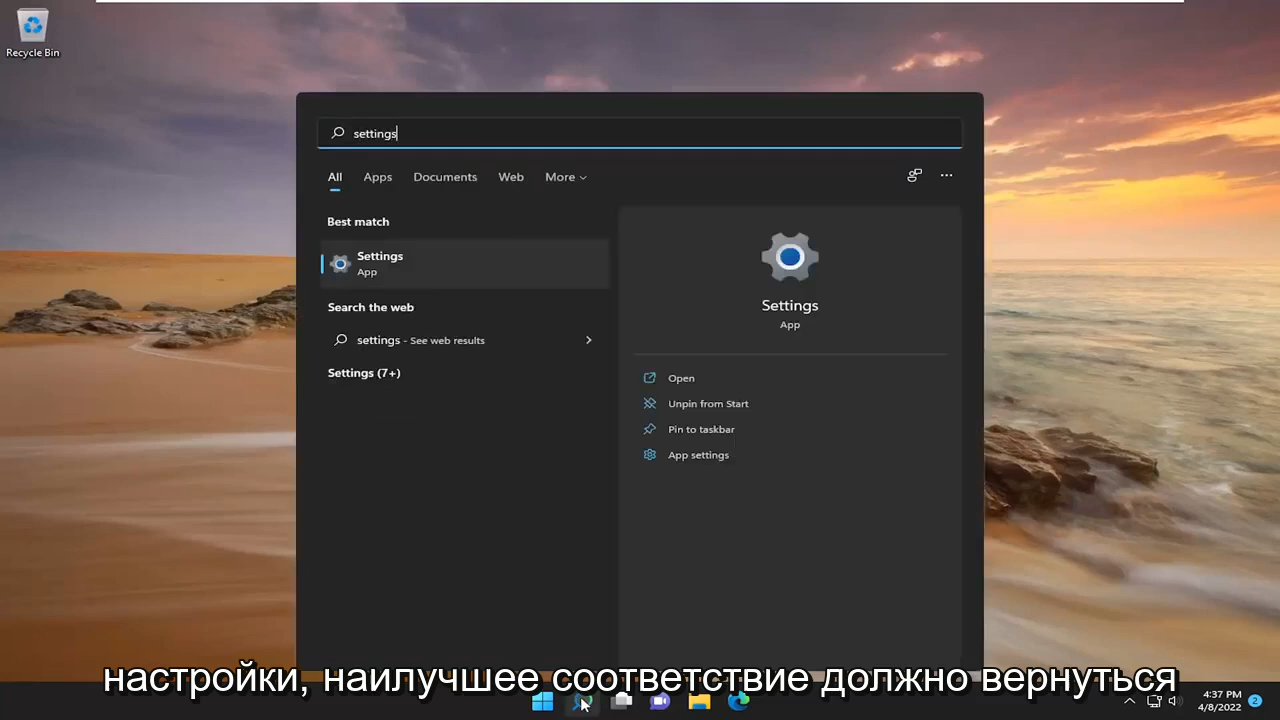 Recycle Bin
settings
All Apps Documents Web More
Best match
Settings
App
Search the web
settings - See web results
Settings (7+)
Settings
App
Open
Unpin from Start
Pin to taskbar
App settings
настройки, наилучшее соответствие должно вернуться
4:37 PM
4/8/2022
2